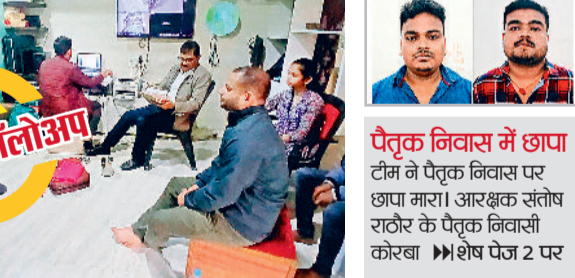 लोअप
पैतृक निवास में छापा
टीम ने पैतृक निवास पर
छापा मारा। आरक्षक संतोष
राठौर के पैतृक निवासी
कोरबा ▶▶शेष पेज 2 पर